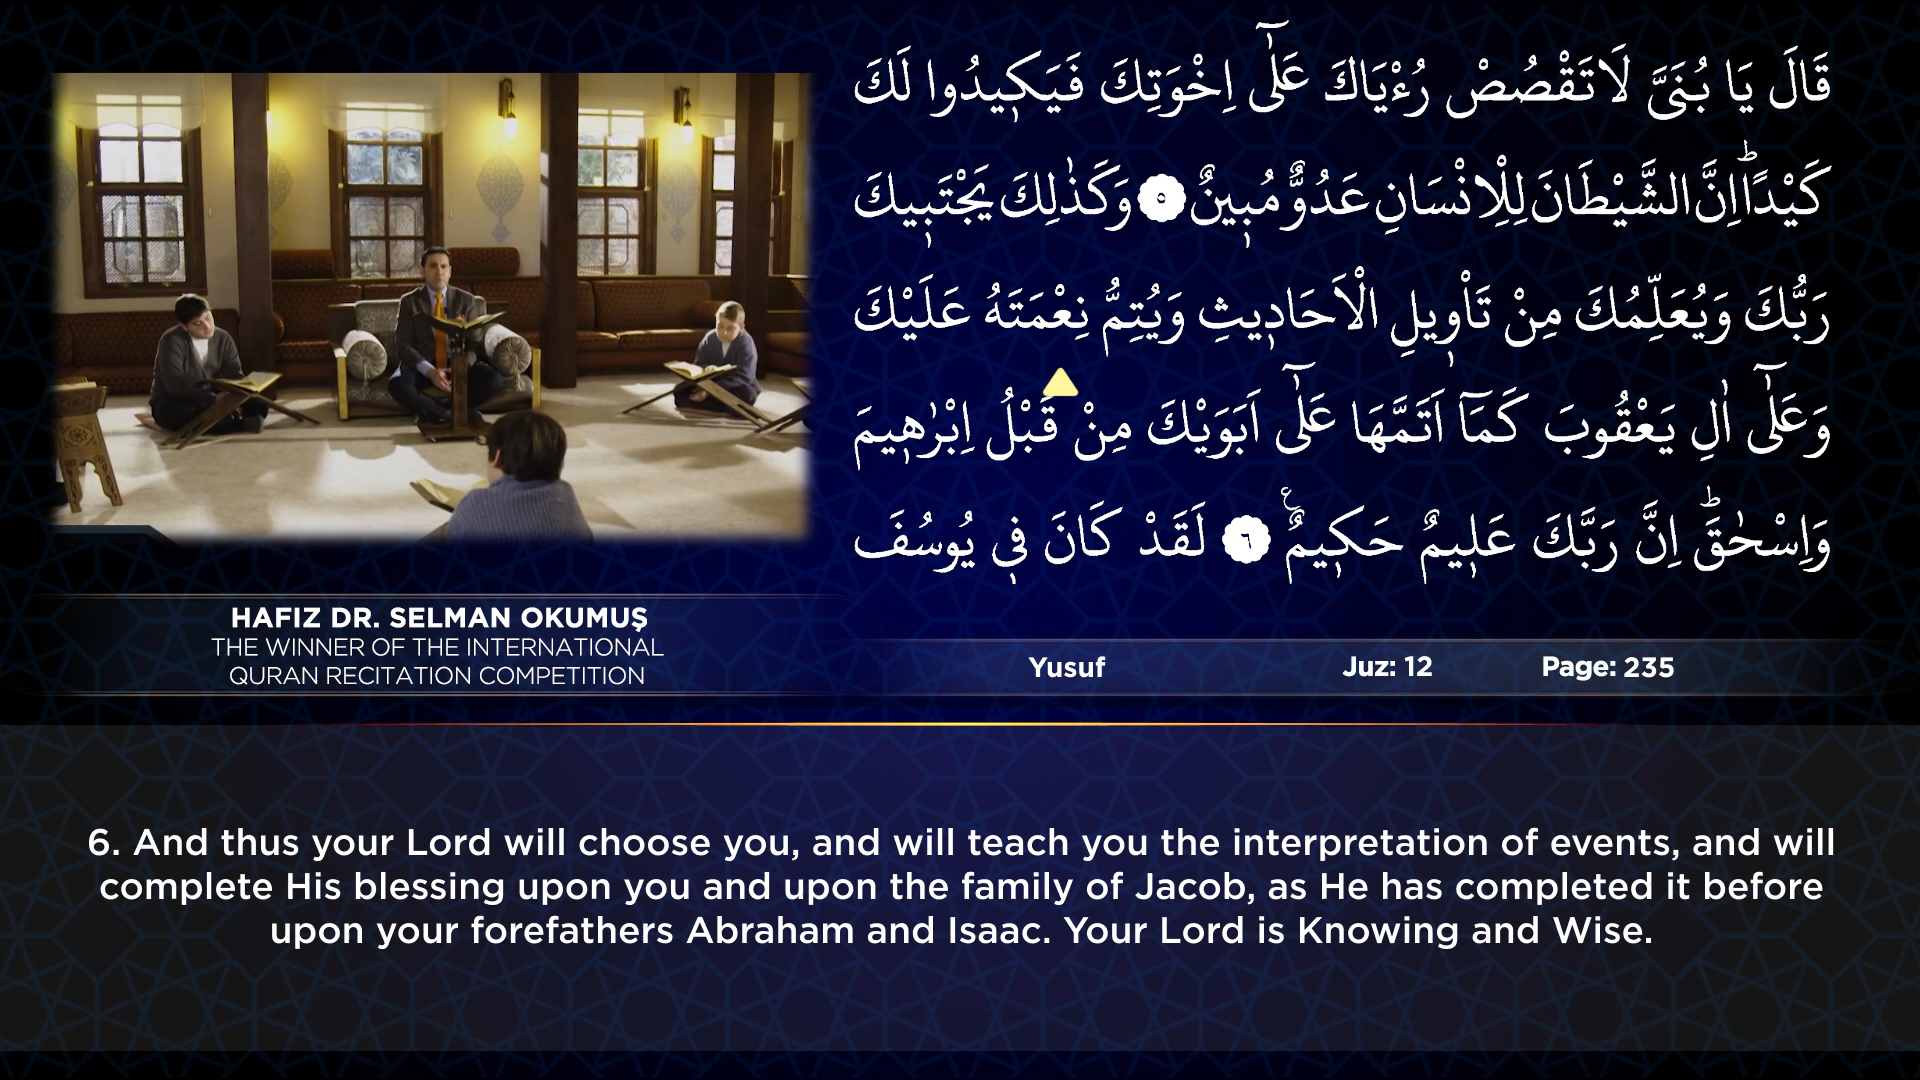 قَالَ يَا بُنَيَّ لَا تَقْصُصْ رُءْيَاكَ عَلٰٓى اِخْوَتِكَ فَيَكٖيدُوا لَكَ
كَيْدًاؕ اِنَّ الشَّيْطَانَ لِلْاِنْسَانِ عَدُوٌّ مُبٖينٌ ٥ وَكَذٰلِكَ يَجْتَبٖيكَ
رَبُّكَ وَيُعَلِّمُكَ مِنْ تَأْوٖيلِ الْاَحَادٖيثِ وَيُتِمُّ نِعْمَتَهُ عَلَيْكَ
وَعَلٰٓى اٰلِ يَعْقُوبَ كَمَٓا اَتَمَّهَا عَلٰٓى اَبَوَيْكَ مِنْ قَبْلُ اِبْرٰهٖيمَ
وَاِسْحٰقَؕ اِنَّ رَبَّكَ عَلٖيمٌ حَكٖيمٌ ࣖ ٦ لَقَدْ كَانَ فٖي يُوسُفَ
HAFIZ DR. SELMAN OKUMUŞ
THE WINNER OF THE INTERNATIONAL
QURAN RECITATION COMPETITION
Yusuf Juz: 12 Page: 235
6. And thus your Lord will choose you, and will teach you the interpretation of events, and will
complete His blessing upon you and upon the family of Jacob, as He has completed it before
upon your forefathers Abraham and Isaac. Your Lord is Knowing and Wise.